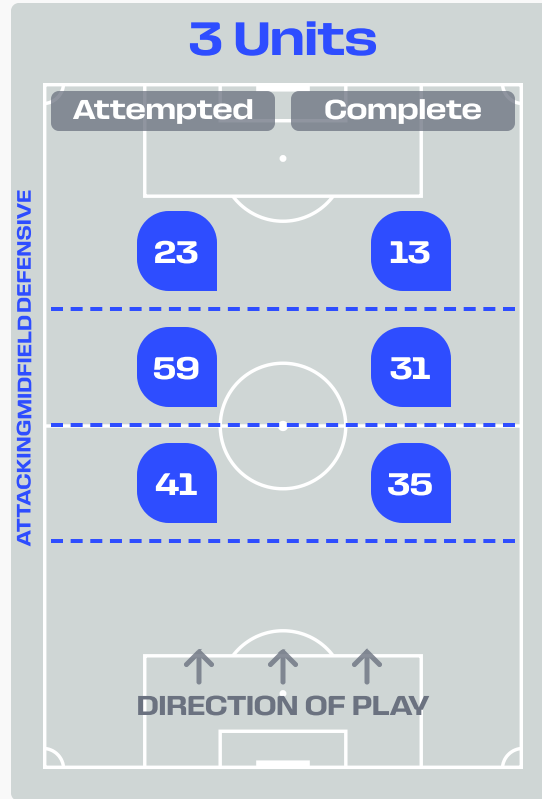 3 Units
Attempted Complete
23 13
59 31
41 35
ATTACKINGMIDFIELDDEFENSIVE
DIRECTION OF PLAY